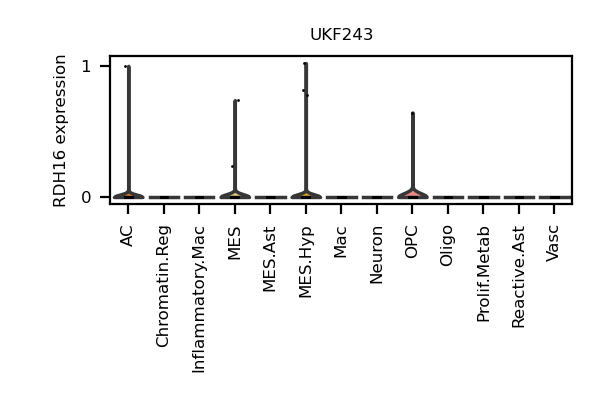 UKF243
RDH16 expression
1
0
AC
Chromatin.Reg
Inflammatory.Mac
MES
MES.Ast
MES.Hyp
Mac
Neuron
OPC
Oligo
Prolif.Metab
Reactive.Ast
Vasc